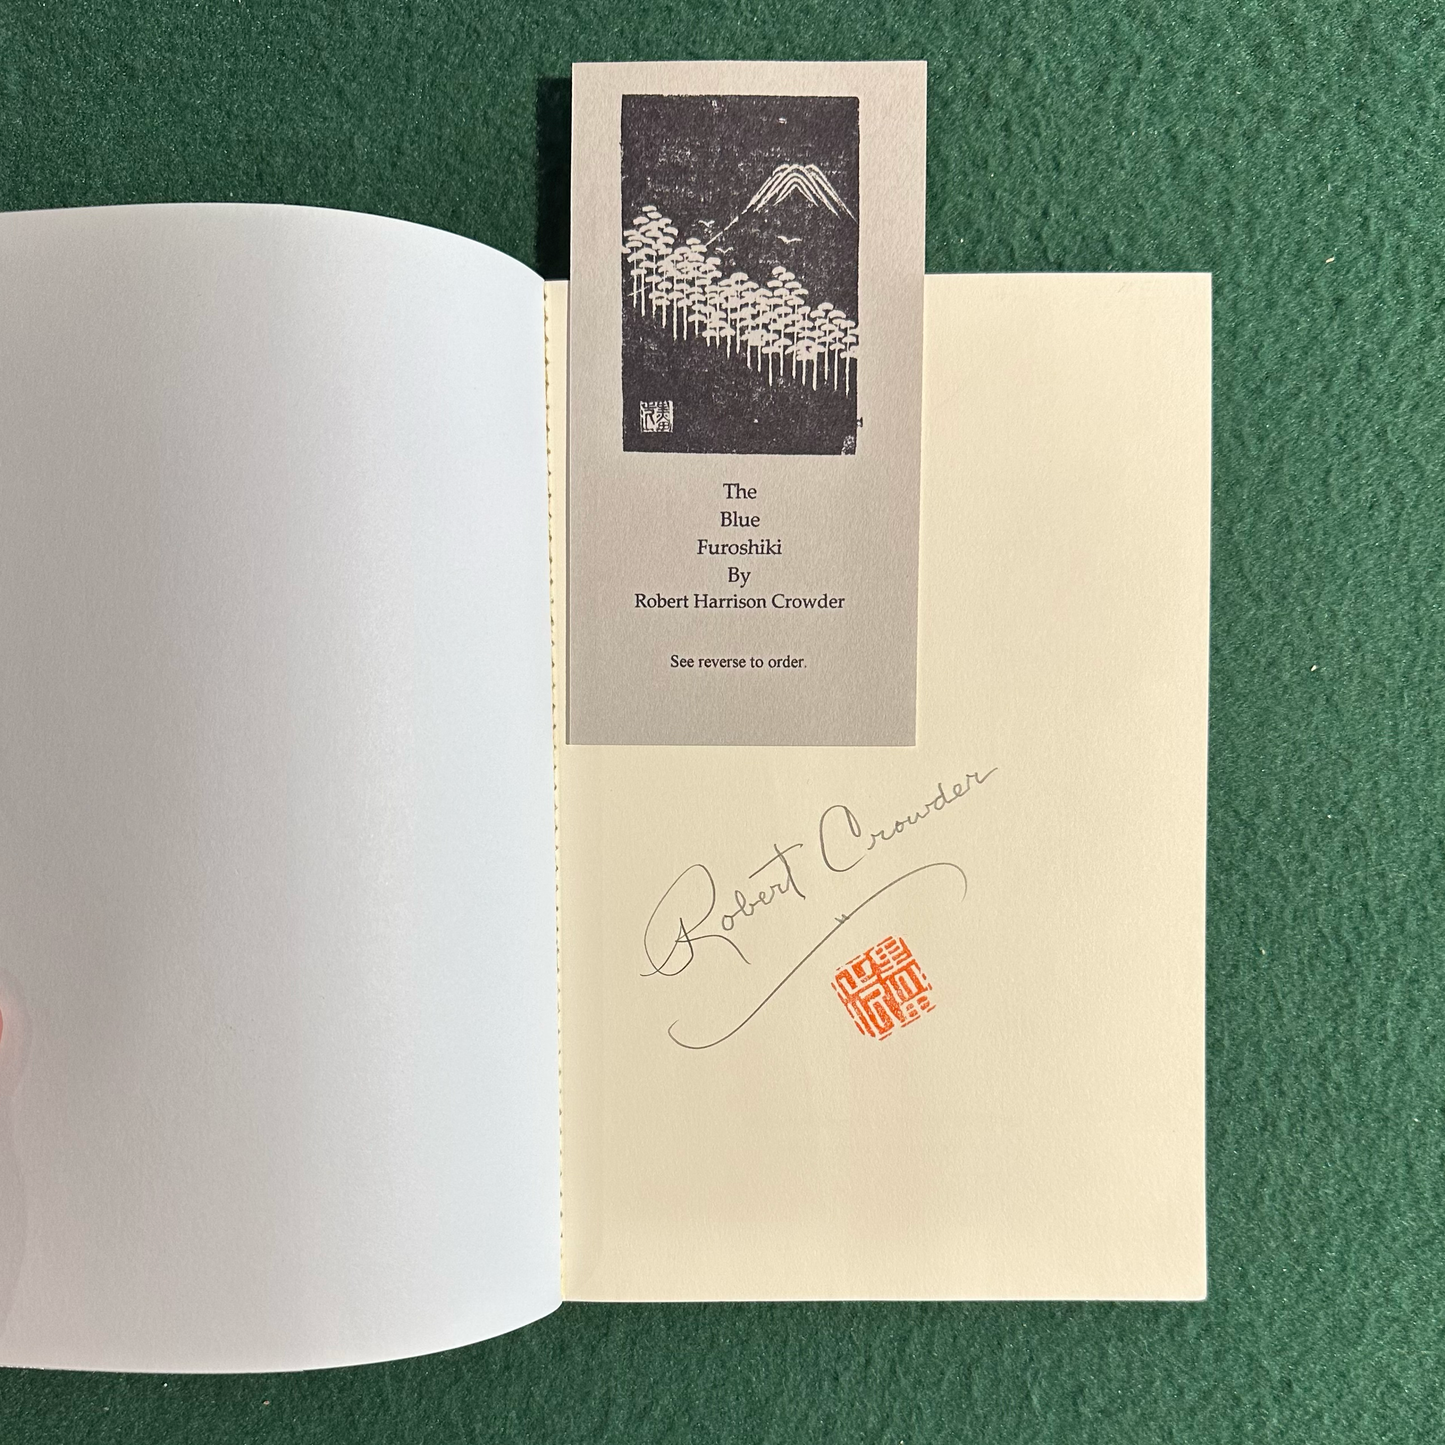 The
Blue
Furoshiki
By
Robert Harrison Crowder
See reverse to order.
Robert Crowder